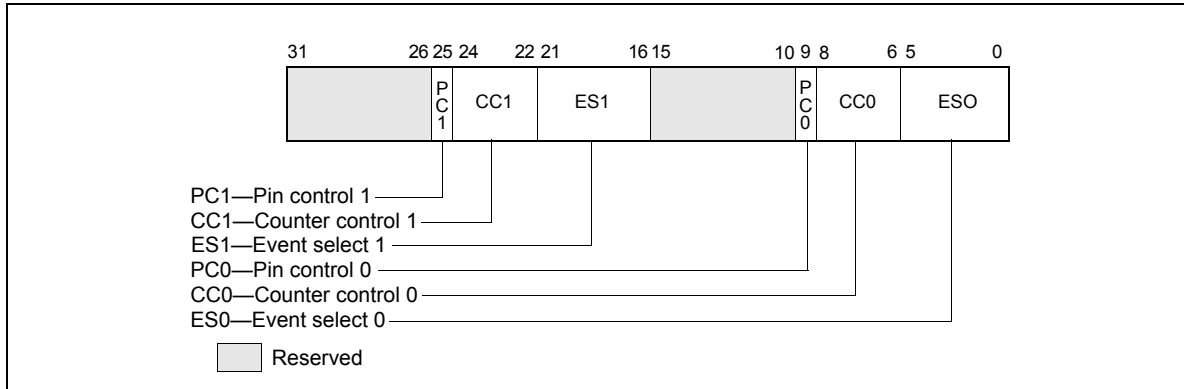 31 26 25 24 22 21 16 15 10 9 8 6 5 0
PC1 CC1 ES1 PC0 CC0 ESO
PC1—Pin control 1
CC1—Counter control 1
ES1—Event select 1
PC0—Pin control 0
CC0—Counter control 0
ES0—Event select 0
Reserved